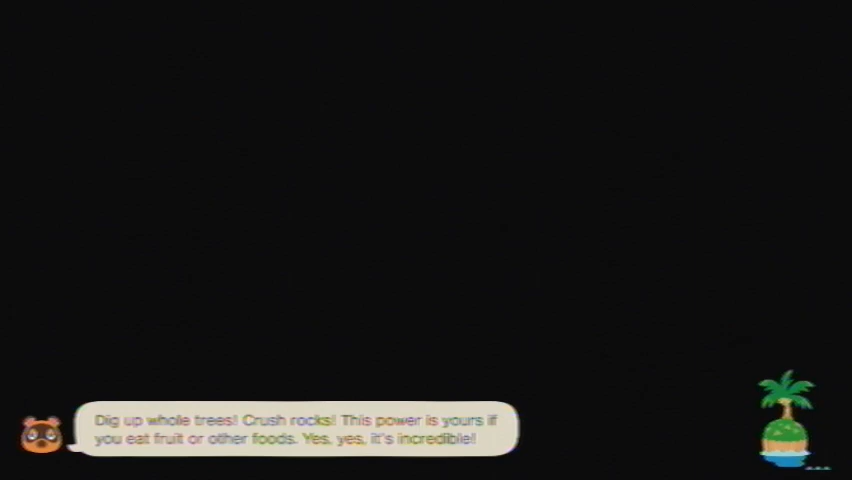 Dig up whole trees! Crush rocks! This power is yours if
you eat fruit or other foods. Yes, yes, it's incredible!